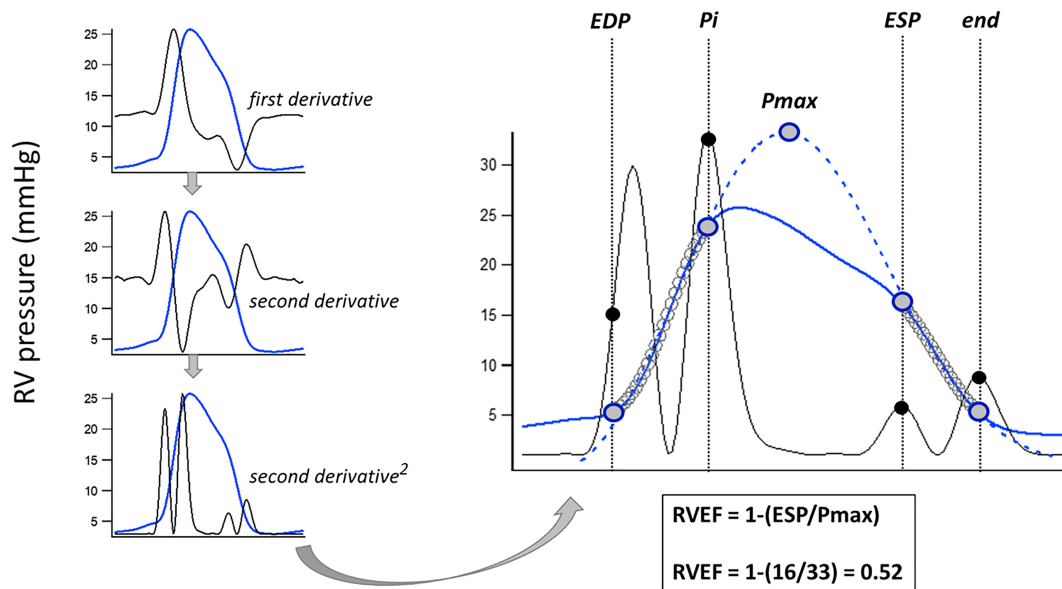 RV pressure (mmHg)
25
20
15
10
5
first derivative
25
20
15
10
5
second derivative
25
20
15
10
5
second derivative²
EDP
Pi
ESP
end
Pmax
30
25
20
15
10
5
RVEF = 1-(ESP/Pmax)
RVEF = 1-(16/33) = 0.52